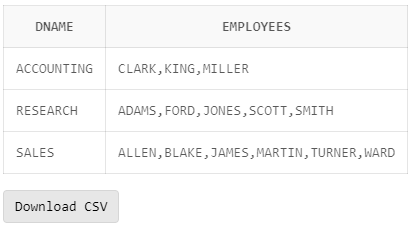 DNAME EMPLOYEES
ACCOUNTING CLARK,KING,MILLER
RESEARCH ADAMS,FORD,JONES,SCOTT,SMITH
SALES ALLEN,BLAKE,JAMES,MARTIN,TURNER,WARD
Download CSV